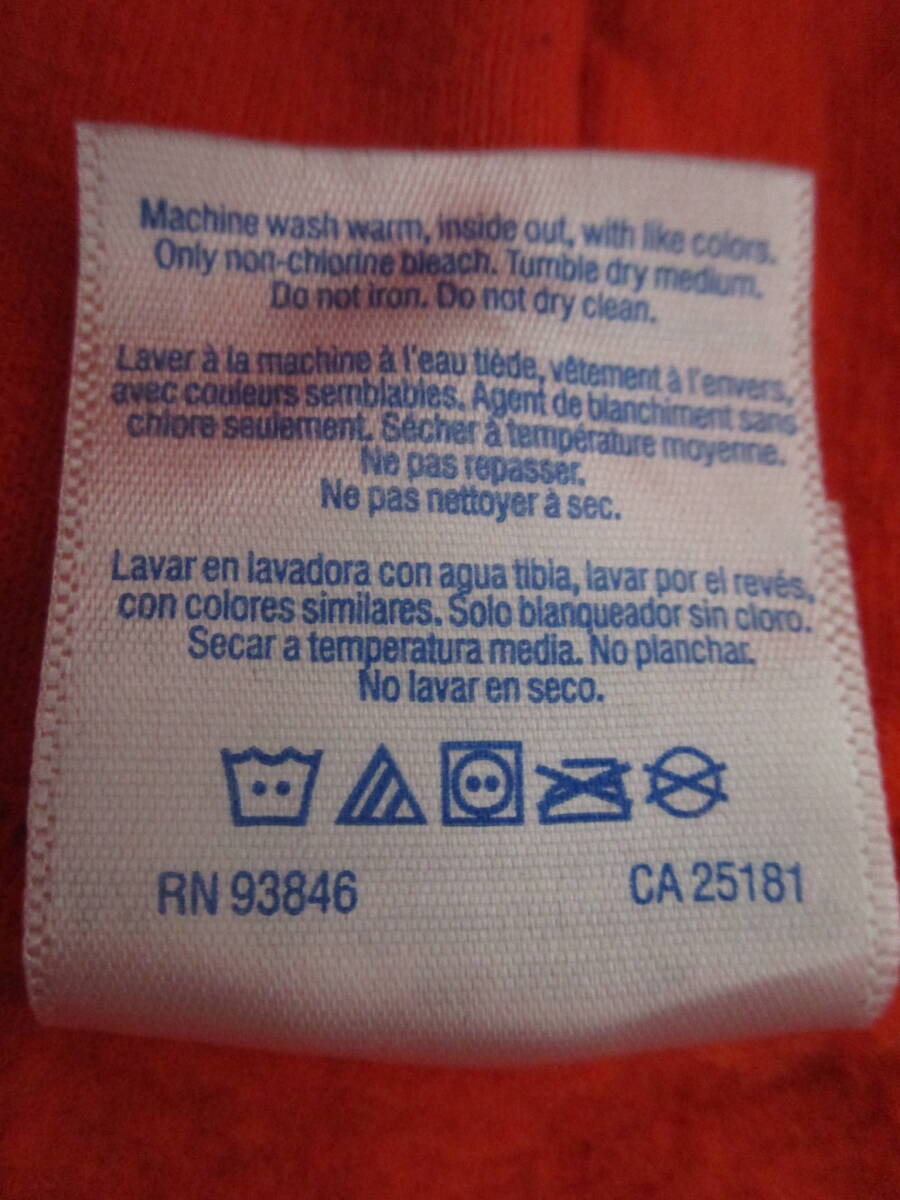 Machine wash warm, inside out, with like colors.
Only non-chlorine bleach. Tumble dry medium.
Do not iron. Do not dry clean.
Laver à la machine à l'eau tiède, vêtement à l'envers,
avec couleurs semblables. Agent de blanchiment sans
chlore seulement. Sécher à température moyenne.
Ne pas repasser.
Ne pas nettoyer à sec.
Lavar en lavadora con agua tibia, lavar por el revés,
con colores similares. Solo blanqueador sin cloro.
Secar a temperatura media. No planchar.
No lavar en seco.
RN 93846 CA 25181